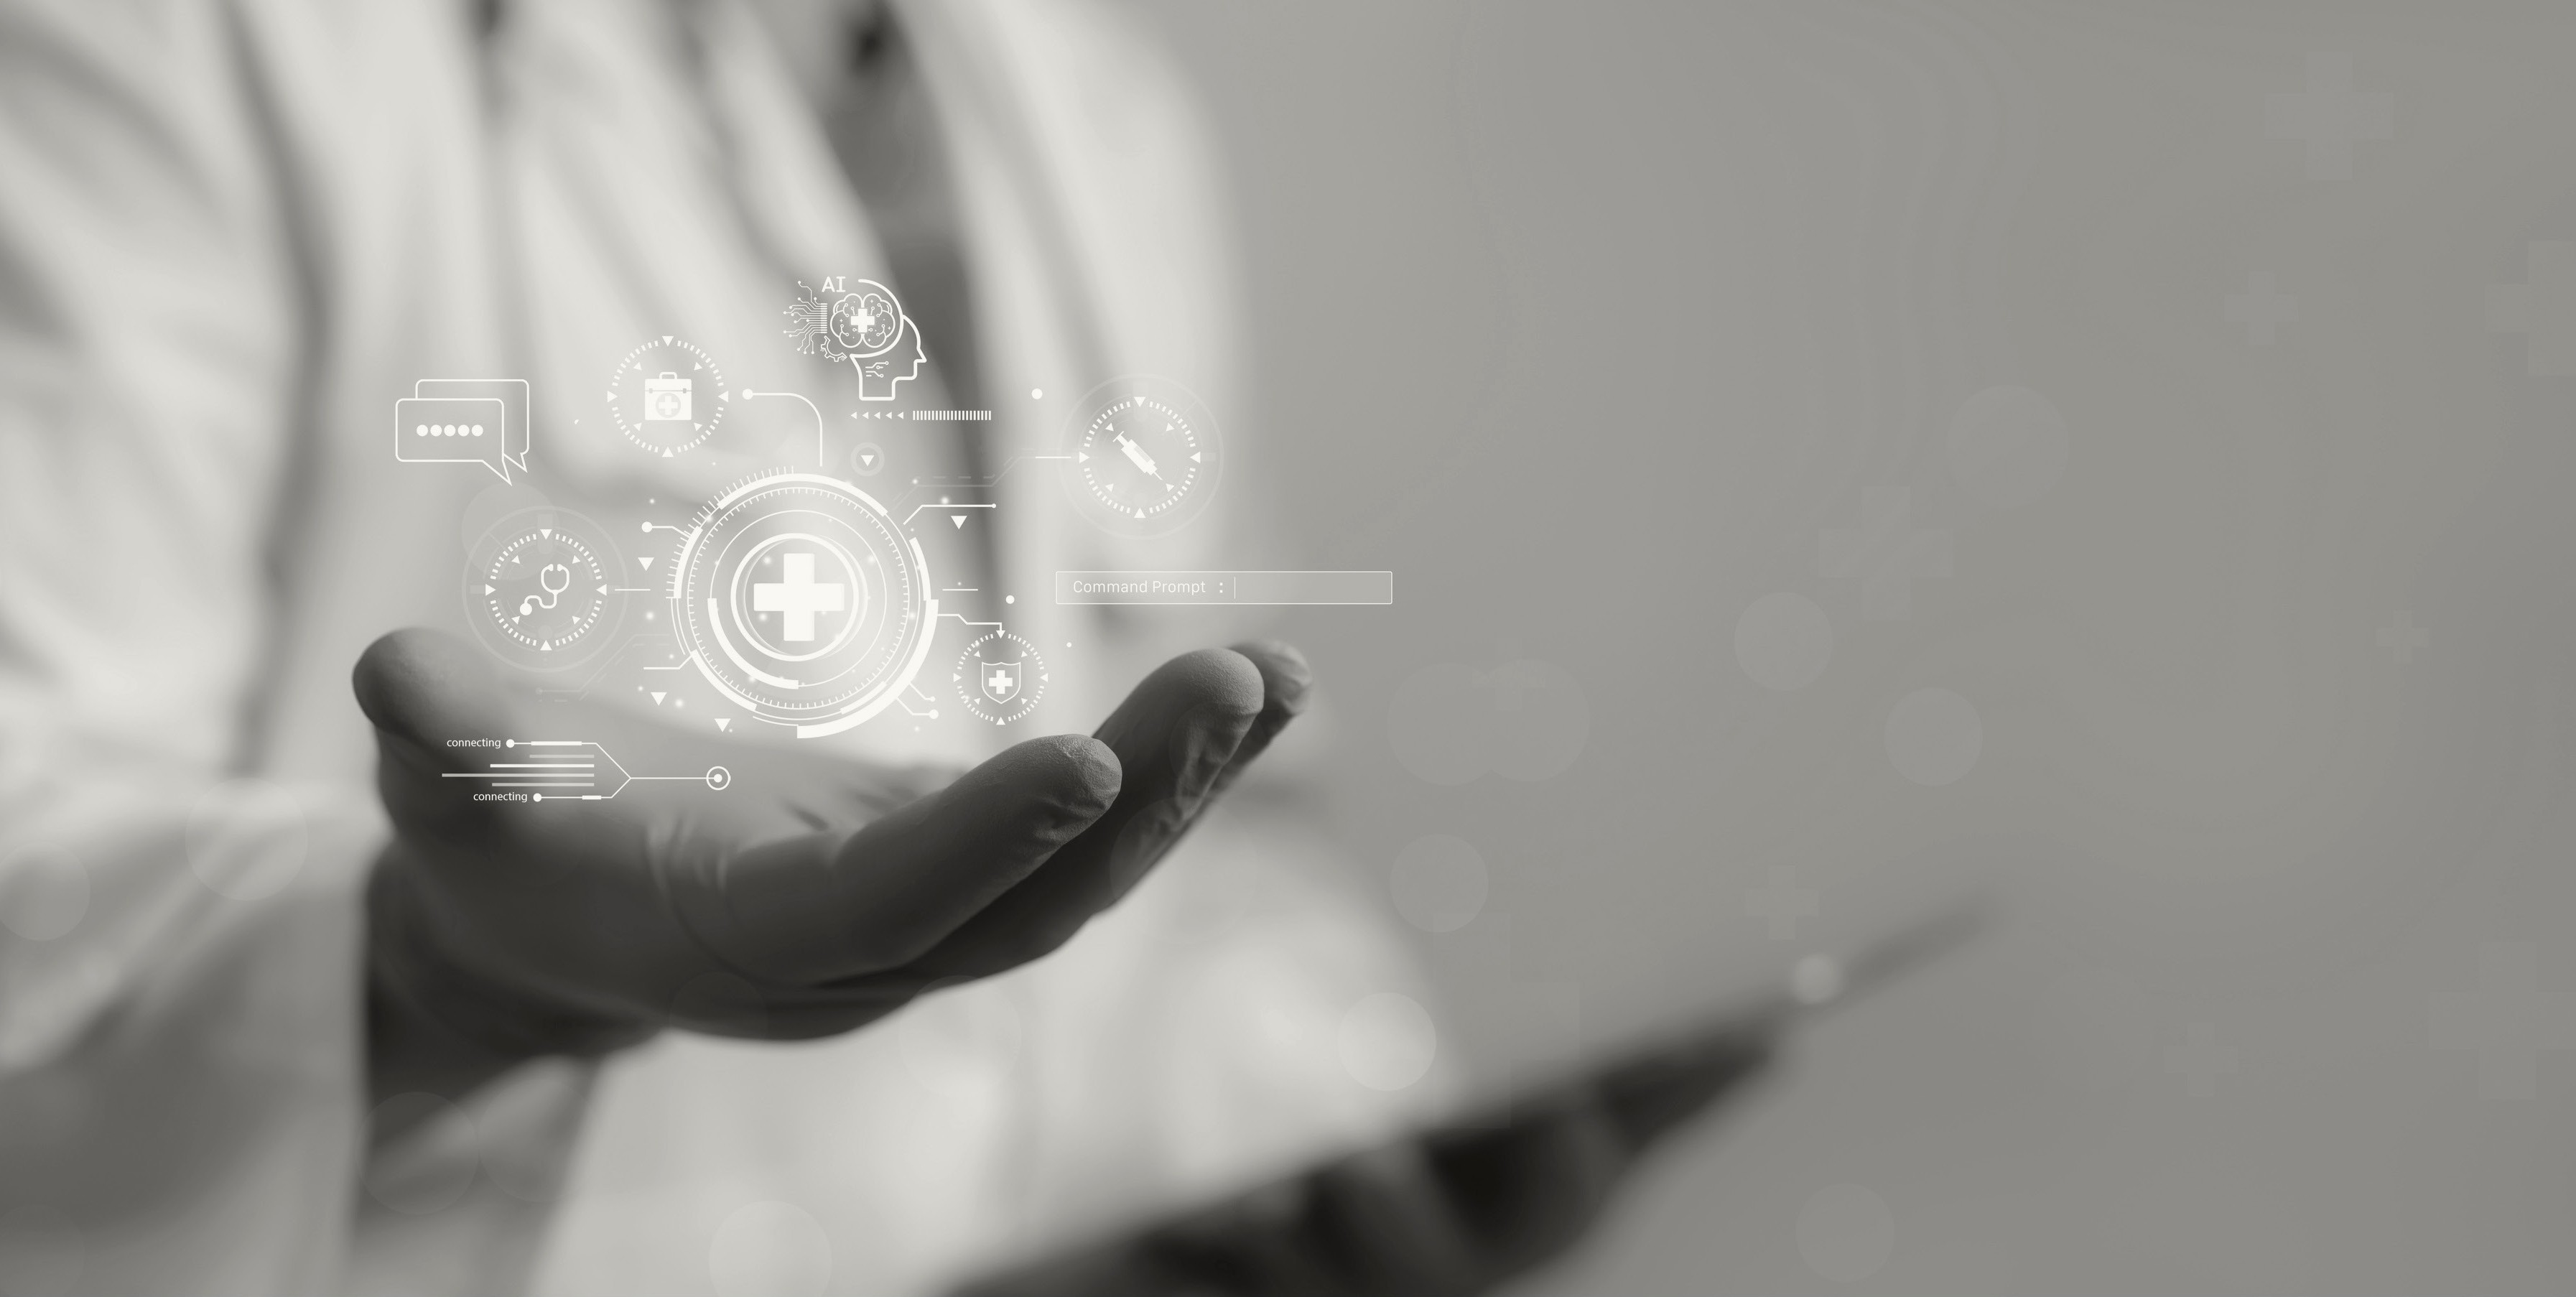 AI
Command Prompt :
connecting
connecting